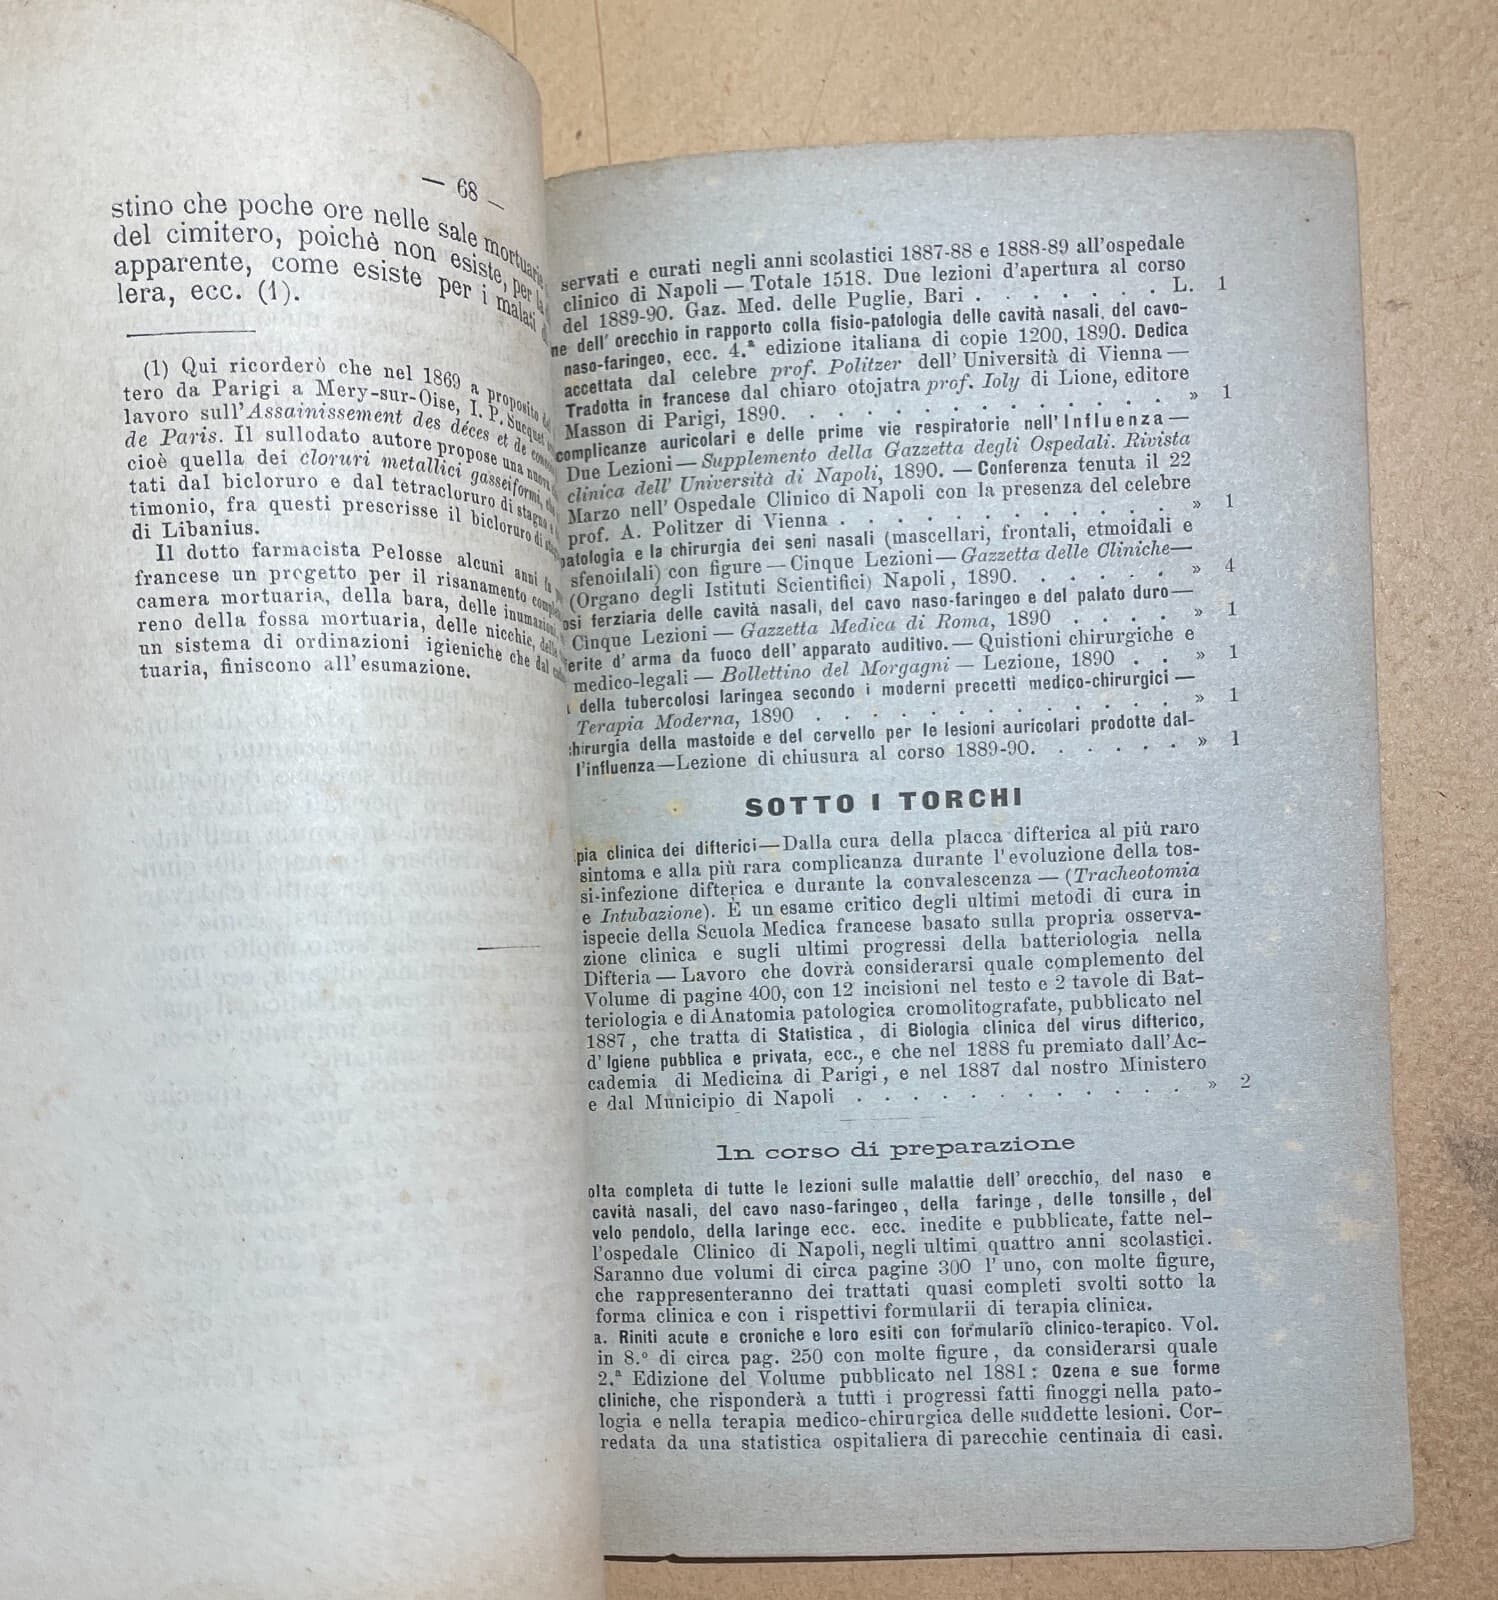 — 68 —
stino che poche ore nelle sale mortuarie
del cimitero, poichè non esiste, per la
apparente, come esiste per i malati
lera, ecc. (1).
(1) Qui ricorderò che nel 1869 a proposito del
tero da Parigi a Mery-sur-Oise, I. P. Sucquet
lavoro sull'Assainissement des déces et de
de Paris. Il sullodato autore propose una nuova
cioè quella dei cloruri metallici gasseiformi,
tati dal bicloruro e dal tetracloruro di stagno e
timonio, fra questi prescrisse il bicloruro di
di Libanius.
Il dotto farmacista Pelosse alcuni anni fa
francese un progetto per il risanamento
camera mortuaria, della bara, delle inumazioni,
reno della fossa mortuaria, delle nicchie, della
un sistema di ordinazioni igieniche che dal
tuaria, finiscono all'esumazione.
servati e curati negli anni scolastici 1887-88 e 1888-89 all'ospedale
clinico di Napoli — Totale 1518. Due lezioni d'apertura al corso
del 1889-90. Gaz. Med. delle Puglie, Bari . . . . . . . L. 1
ne dell' orecchio in rapporto colla fisio-patologia delle cavità nasali, del cavo-
naso-faringeo, ecc. 4.ª edizione italiana di copie 1200, 1890. Dedica
accettata dal celebre prof. Politzer dell'Università di Vienna —
Tradotta in francese dal chiaro otojatra prof. Ioly di Lione, editore
Masson di Parigi, 1890. . . . . . . . . . . . . » 1
complicanze auricolari e delle prime vie respiratorie nell'Influenza —
Due Lezioni — Supplemento della Gazzetta degli Ospedali. Rivista
clinica dell' Università di Napoli, 1890. — Conferenza tenuta il 22
Marzo nell'Ospedale Clinico di Napoli con la presenza del celebre
prof. A. Politzer di Vienna . . . . . . . . . . . » 1
patologia e la chirurgia dei seni nasali (mascellari, frontali, etmoidali e
sfenoidali) con figure — Cinque Lezioni — Gazzetta delle Cliniche —
(Organo degli Istituti Scientifici) Napoli, 1890. . . . . . » 4
osi ferziaria delle cavità nasali, del cavo naso-faringeo e del palato duro —
Cinque Lezioni — Gazzetta Medica di Roma, 1890 . . . . » 1
ferite d' arma da fuoco dell' apparato auditivo. — Quistioni chirurgiche e
medico-legali — Bollettino del Morgagni — Lezione, 1890 . . » 1
della tubercolosi laringea secondo i moderni precetti medico-chirurgici —
Terapia Moderna, 1890 . . . . . . . . . . . . » 1
chirurgia della mastoide e del cervello per le lesioni auricolari prodotte dal-
l'influenza — Lezione di chiusura al corso 1889-90. . . . . . » 1
SOTTO I TORCHI
pia clinica dei difterici — Dalla cura della placca difterica al più raro
sintoma e alla più rara complicanza durante l'evoluzione della tos-
si-infezione difterica e durante la convalescenza — (Tracheotomia
e Intubazione). È un esame critico degli ultimi metodi di cura in
ispecie della Scuola Medica francese basato sulla propria osserva-
zione clinica e sugli ultimi progressi della batteriologia nella
Difteria — Lavoro che dovrà considerarsi quale complemento del
Volume di pagine 400, con 12 incisioni nel testo e 2 tavole di Bat-
teriologia e di Anatomia patologica cromolitografate, pubblicato nel
1887, che tratta di Statistica, di Biologia clinica del virus difterico,
d' Igiene pubblica e privata, ecc., e che nel 1888 fu premiato dall'Ac-
cademia di Medicina di Parigi, e nel 1887 dal nostro Ministero
e dal Municipio di Napoli . . . . . . . . . . . » 2
In corso di preparazione
olta completa di tutte le lezioni sulle malattie dell' orecchio, del naso e
cavità nasali, del cavo naso-faringeo, della faringe, delle tonsille, del
velo pendolo, della laringe ecc. ecc. inedite e pubblicate, fatte nel-
l'ospedale Clinico di Napoli, negli ultimi quattro anni scolastici.
Saranno due volumi di circa pagine 300 l' uno, con molte figure,
che rappresenteranno dei trattati quasi completi svolti sotto la
forma clinica e con i rispettivi formularii di terapia clinica.
a. Riniti acute e croniche e loro esiti con formulario clinico-terapico. Vol.
in 8.º di circa pag. 250 con molte figure, da considerarsi quale
2.ª Edizione del Volume pubblicato nel 1881: Ozena e sue forme
cliniche, che risponderà a tutti i progressi fatti finoggi nella pato-
logia e nella terapia medico-chirurgica delle suddette lesioni. Cor-
redata da una statistica ospitaliera di parecchie centinaia di casi.